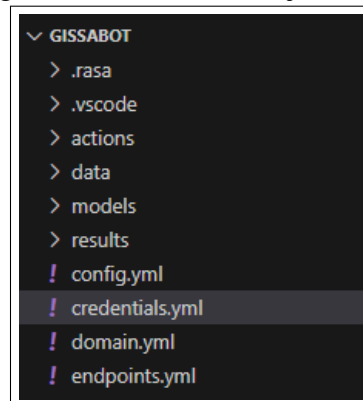 GISSABOT
.rasa
.vscode
actions
data
models
results
! config.yml
! credentials.yml
! domain.yml
! endpoints.yml